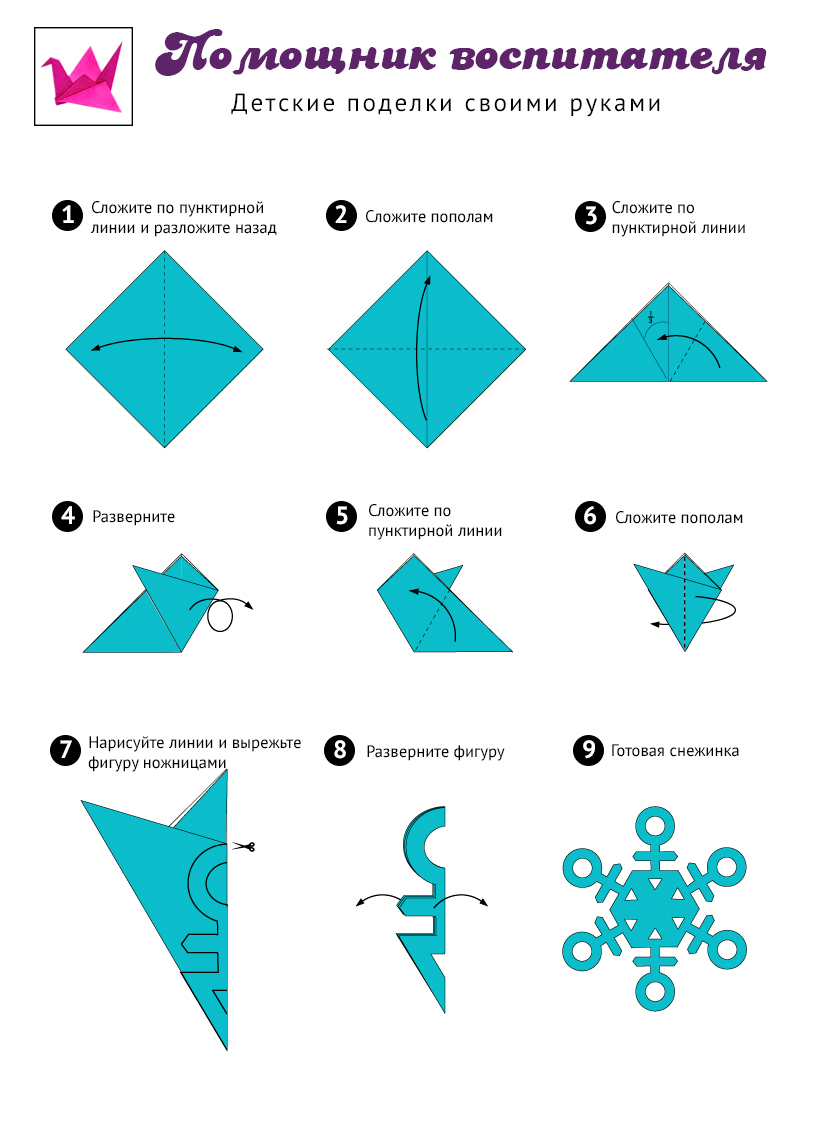 Помощник воспитателя
Детские поделки своими руками
1
Сложите по пунктирной
линии и разложите назад
2
Сложите пополам
3
Сложите по
пунктирной линии
1/3
4
Разверните
5
Сложите по
пунктирной линии
6
Сложите пополам
7
Нарисуйте линии и вырежьте
фигуру ножницами
8
Разверните фигуру
9
Готовая снежинка